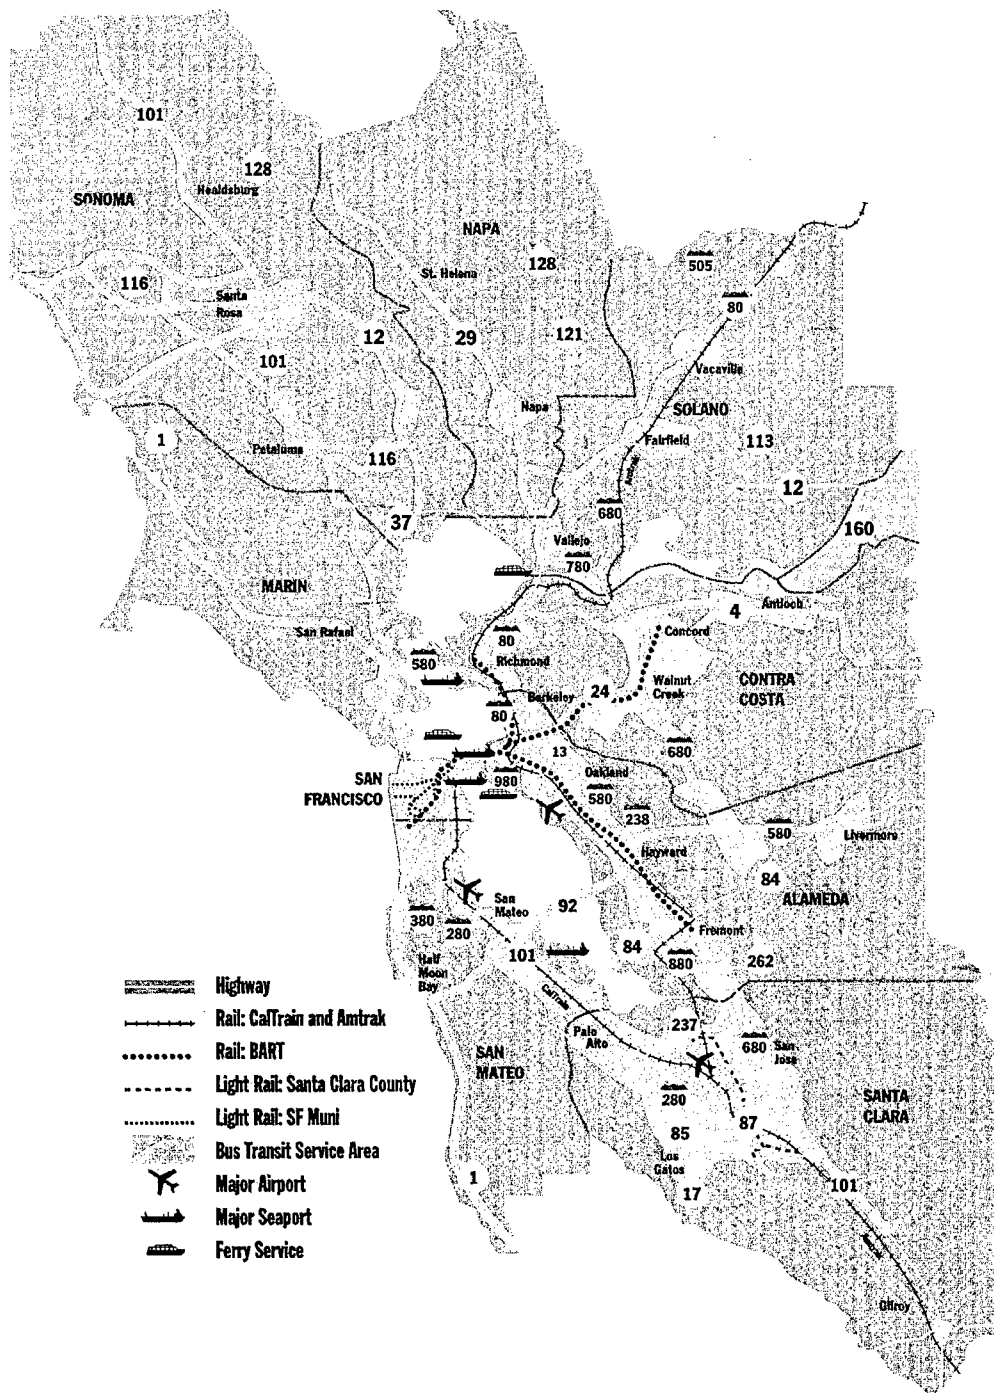 101
128
Healdsburg
SONOMA
NAPA
128
505
116
St. Helena
80
Santa
Rosa
12
29
121
101
Vacaville
Napa
SOLANO
1
Petaluma
116
Fairfield
113
Amtrak
12
37
680
160
Vallejo
780
MARIN
4
Antioch
San Rafael
80
Concord
580
Richmond
24
Walnut
Creek
CONTRA
COSTA
Berkeley
80
13
680
SAN
FRANCISCO
980
Oakland
580
238
580
Livermore
Hayward
84
ALAMEDA
San
Mateo
92
380
280
Fremont
84
101
880
262
Half
Moon
Bay
CalTrain
237
Palo
Alto
680
San
Jose
SAN
MATEO
280
SANTA
CLARA
87
85
Los
Gatos
1
17
101
Gilroy
Highway
Rail: CalTrain and Amtrak
Rail: BART
Light Rail: Santa Clara County
Light Rail: SF Muni
Bus Transit Service Area
Major Airport
Major Seaport
Ferry Service